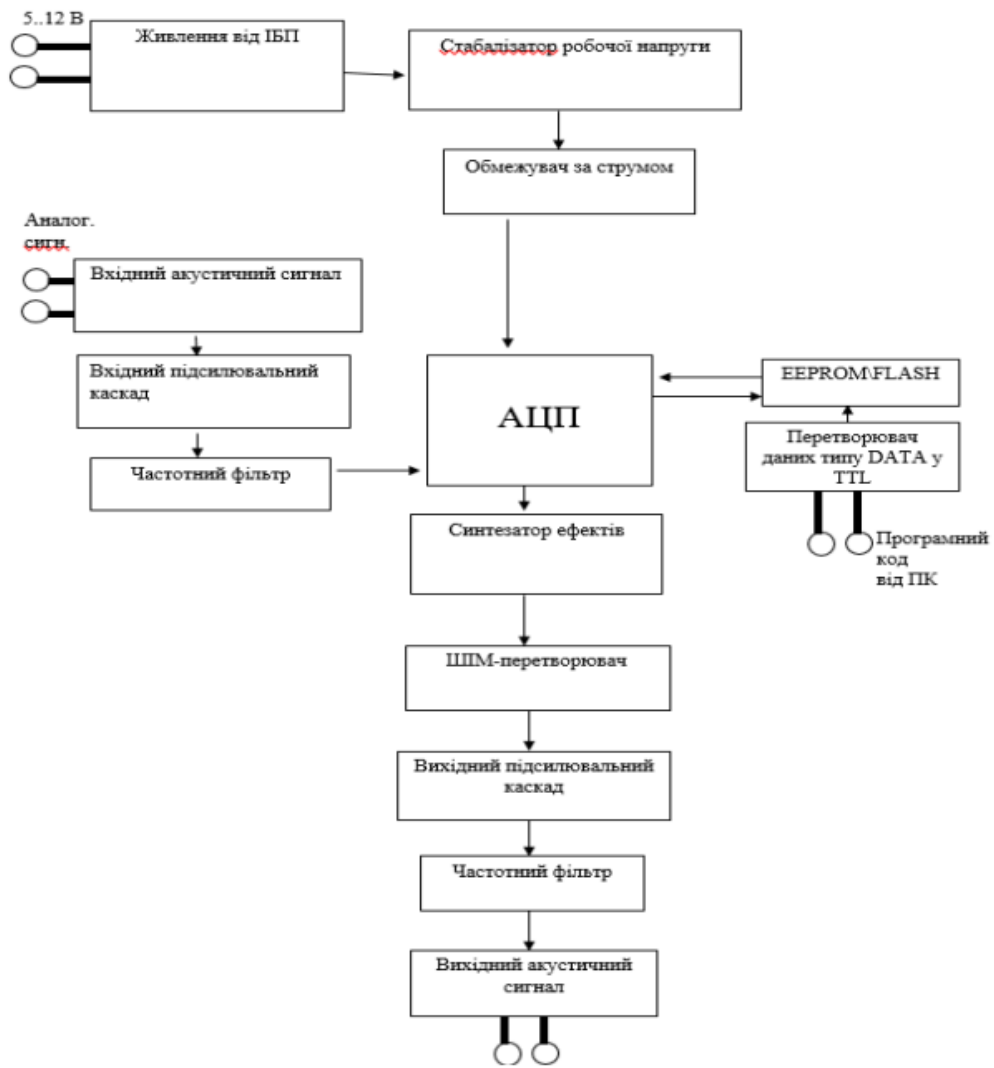 5..12 В
Живлення від ІБП
Стабалізатор робочої напруги
Обмежувач за струмом
Аналог.
сигн.
Вхідний акустичний сигнал
Вхідний підсилювальний
каскад
Частотний фільтр
АЦП
EEPROM\FLASH
Перетворювач
даних типу DATA у
TTL
Програмний
код
від ПК
Синтезатор ефектів
ШІМ-перетворювач
Вихідний підсилювальний
каскад
Частотний фільтр
Вихідний акустичний
сигнал